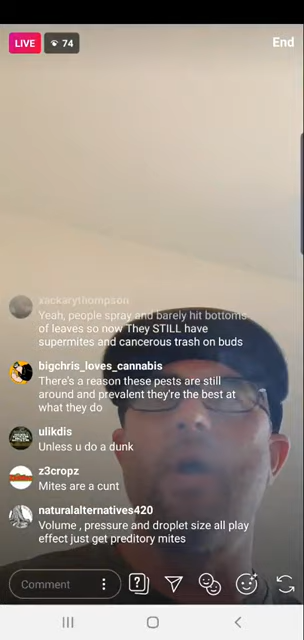 LIVE
74
End
xackarythompson
Yeah, people spray and barely hit bottoms
of leaves so now They STILL have
supermites and cancerous trash on buds
bigchris_loves_cannabis
There's a reason these pests are still
around and prevalent they're the best at
what they do
ulikdis
Unless u do a dunk
z3cropz
Mites are a cunt
naturalalternatives420
Volume , pressure and droplet size all play
effect just get preditory mites
Comment